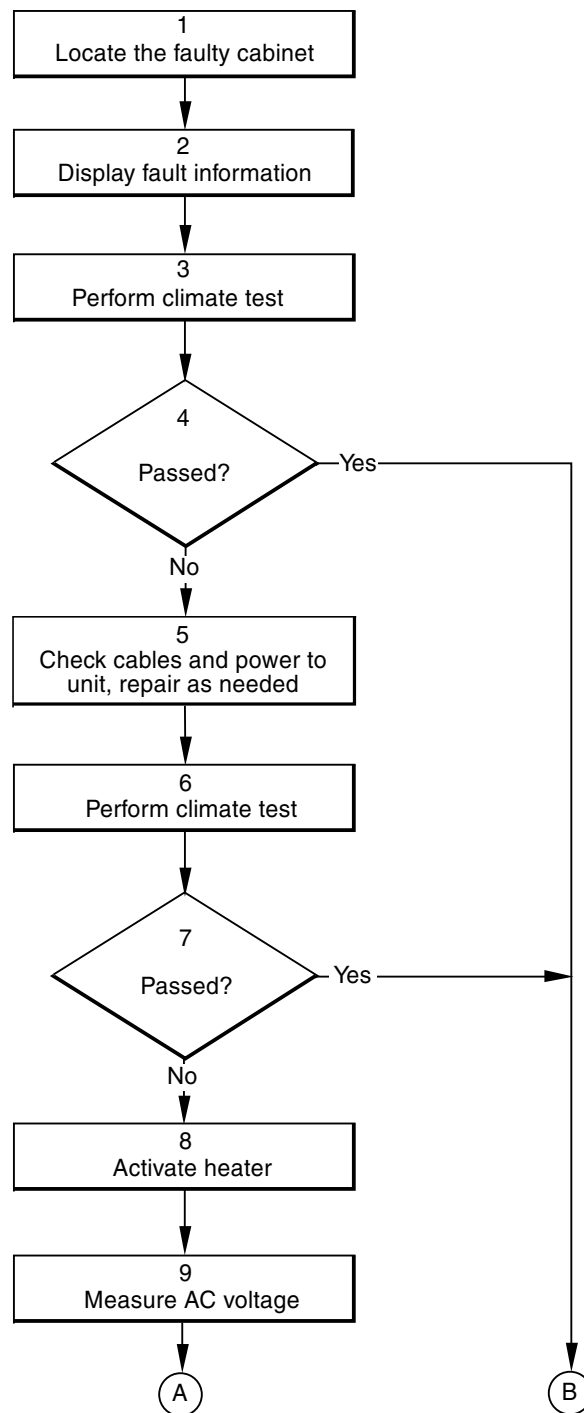 1
Locate the faulty cabinet
2
Display fault information
3
Perform climate test
4
Passed?
Yes
No
5
Check cables and power to
unit, repair as needed
6
Perform climate test
7
Passed?
Yes
No
8
Activate heater
9
Measure AC voltage
A
B